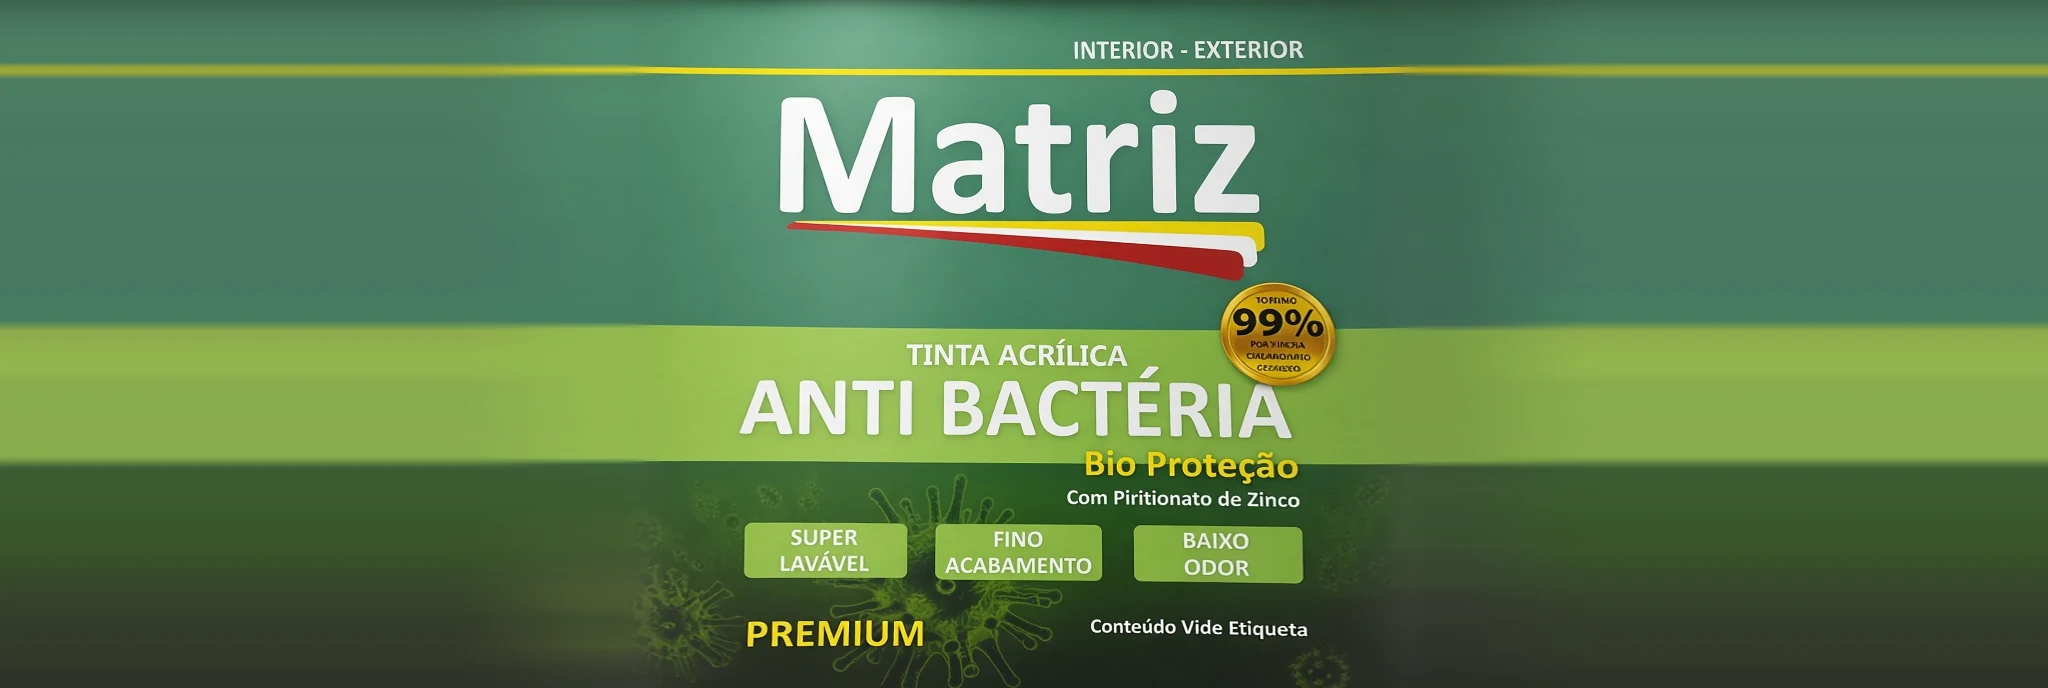 INTERIOR - EXTERIOR
Matriz
99%
TINTA ACRÍLICA
ANTI BACTÉRIA
Bio Proteção
Com Piritionato de Zinco
SUPER
LAVÁVEL
FINO
ACABAMENTO
BAIXO
ODOR
PREMIUM
Conteúdo Vide Etiqueta